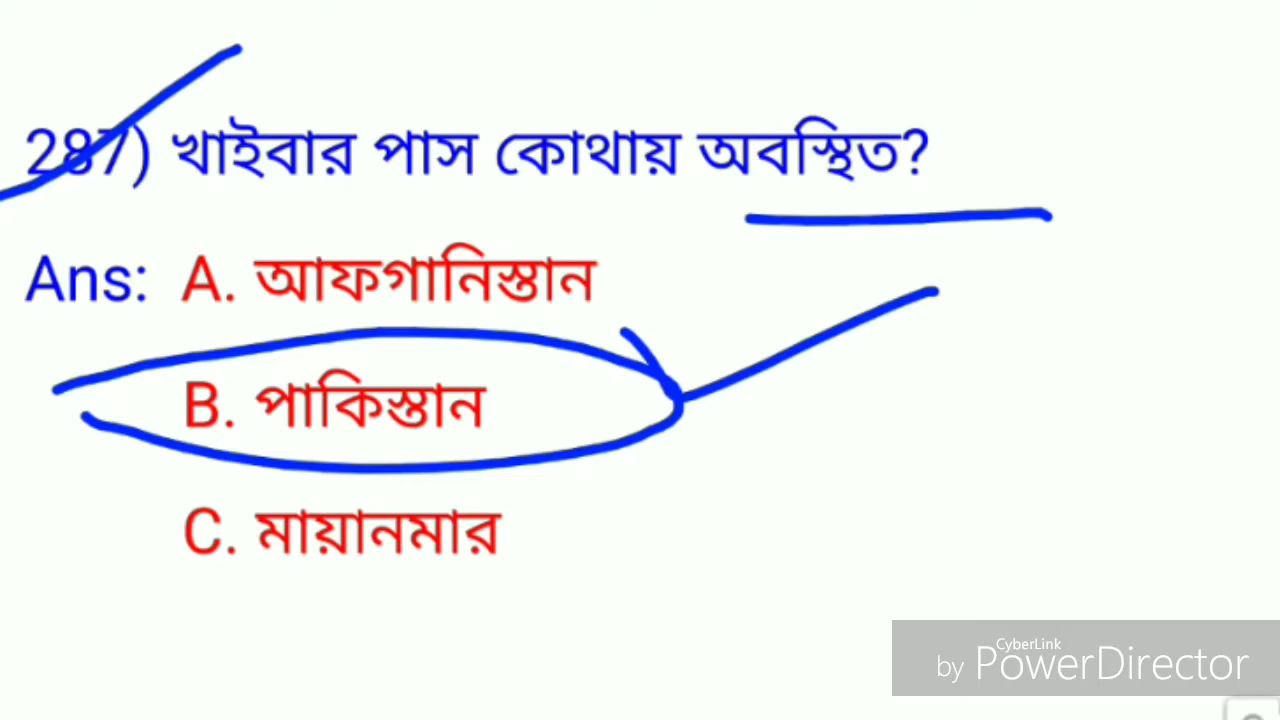 287) খাইবার পাস কোথায় অবস্থিত?
Ans: A. আফগানিস্তান
B. পাকিস্তান
C. মায়ানমার
CyberLink
by PowerDirector